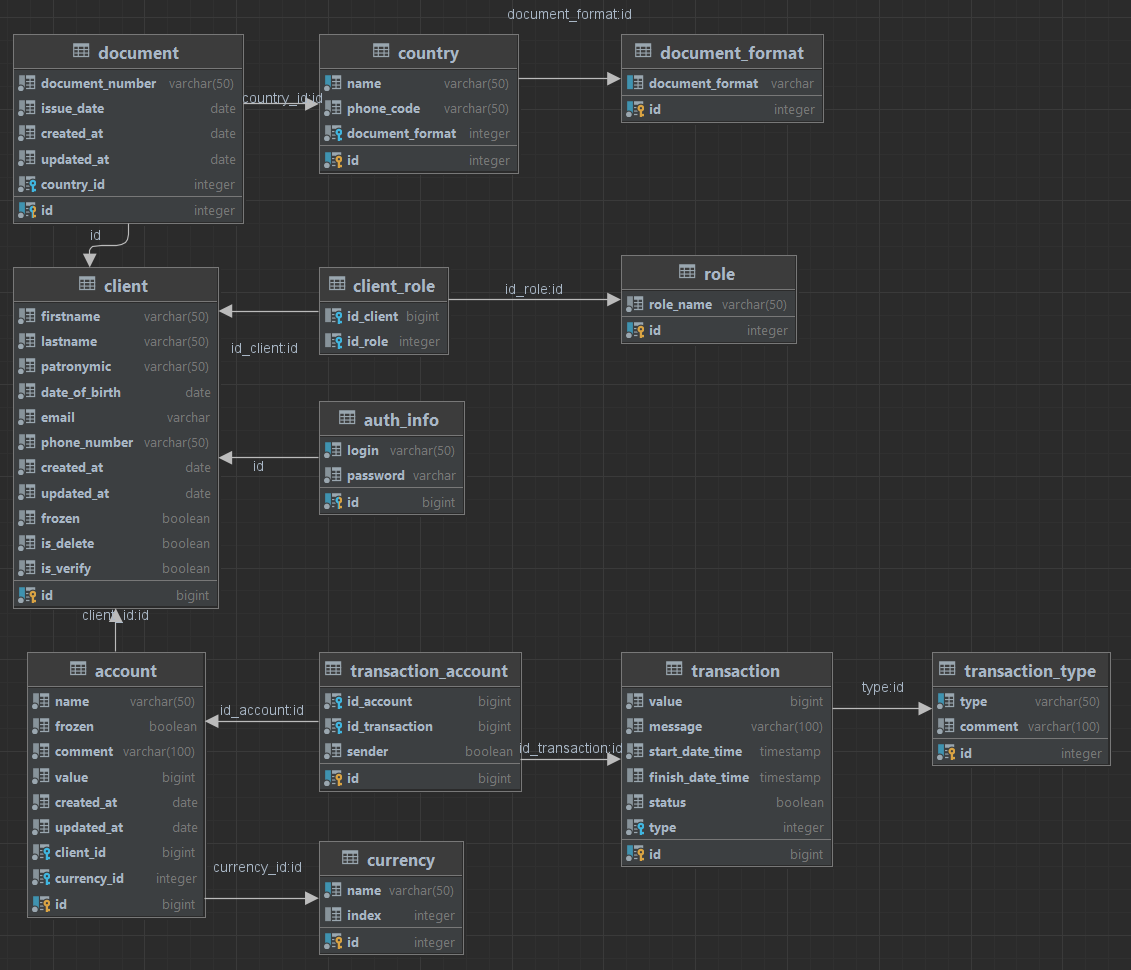 document_format:id
document
document_number varchar(50)
issue_date date
created_at date
updated_at date
country_id integer
id integer
country_id:id
country
name varchar(50)
phone_code varchar(50)
document_format integer
id integer
document_format
document_format varchar
id integer
id
client
firstname varchar(50)
lastname varchar(50)
patronymic varchar(50)
date_of_birth date
email varchar
phone_number varchar(50)
created_at date
updated_at date
frozen boolean
is_delete boolean
is_verify boolean
id bigint
client_role
id_client bigint
id_role integer
id_client:id
id_role:id
role
role_name varchar(50)
id integer
auth_info
login varchar(50)
password varchar
id bigint
id
client_id:id
account
name varchar(50)
frozen boolean
comment varchar(100)
value bigint
created_at date
updated_at date
client_id bigint
currency_id integer
id bigint
id_account:id
transaction_account
id_account bigint
id_transaction bigint
sender boolean
id bigint
id_transaction:id
transaction
value bigint
message varchar(100)
start_date_time timestamp
finish_date_time timestamp
status boolean
type integer
id bigint
type:id
transaction_type
type varchar(50)
comment varchar(100)
id integer
currency_id:id
currency
name varchar(50)
index integer
id integer